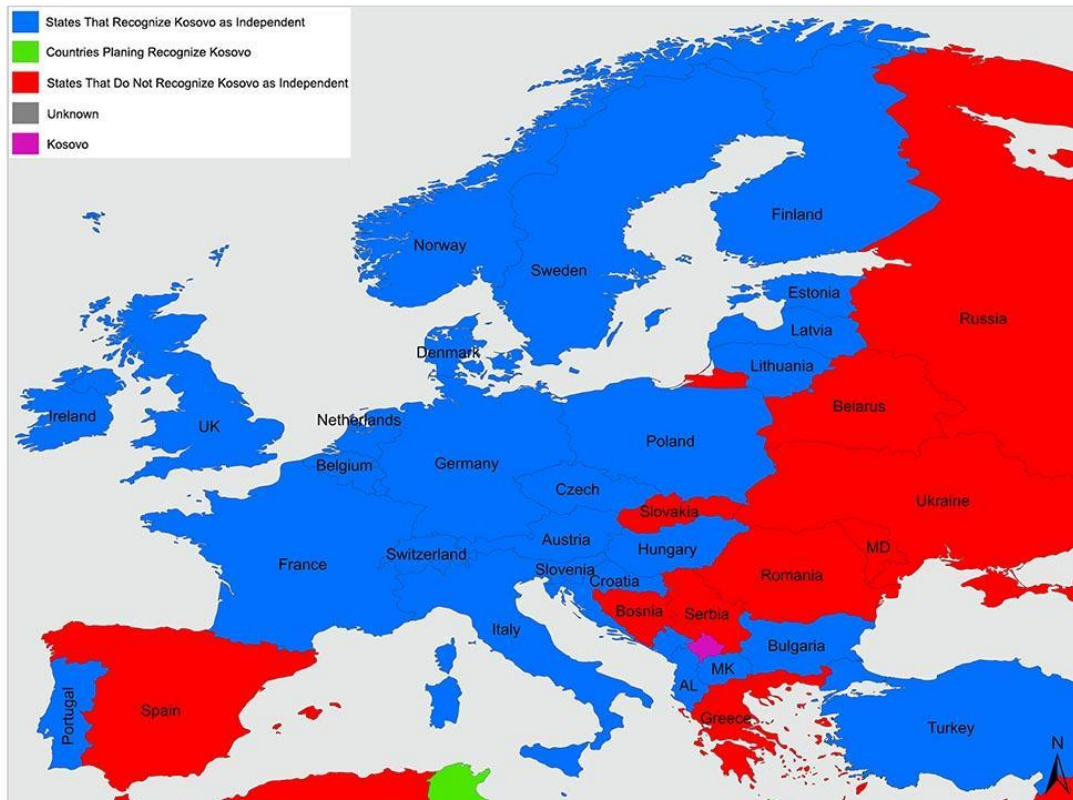 States That Recognize Kosovo as Independent
Countries Planing Recognize Kosovo
States That Do Not Recognize Kosovo as Independent
Unknown
Kosovo
Norway
Sweden
Finland
Estonia
Latvia
Lithuania
Russia
Denmark
Belarus
Ireland
UK
Netherlands
Belgium
Germany
Poland
Czech
Ukraine
Slovakia
France
Switzerland
Austria
Hungary
MD
Slovenia
Croatia
Romania
Italy
Bosnia
Serbia
Bulgaria
MK
AL
Portugal
Spain
Greece
Turkey
N